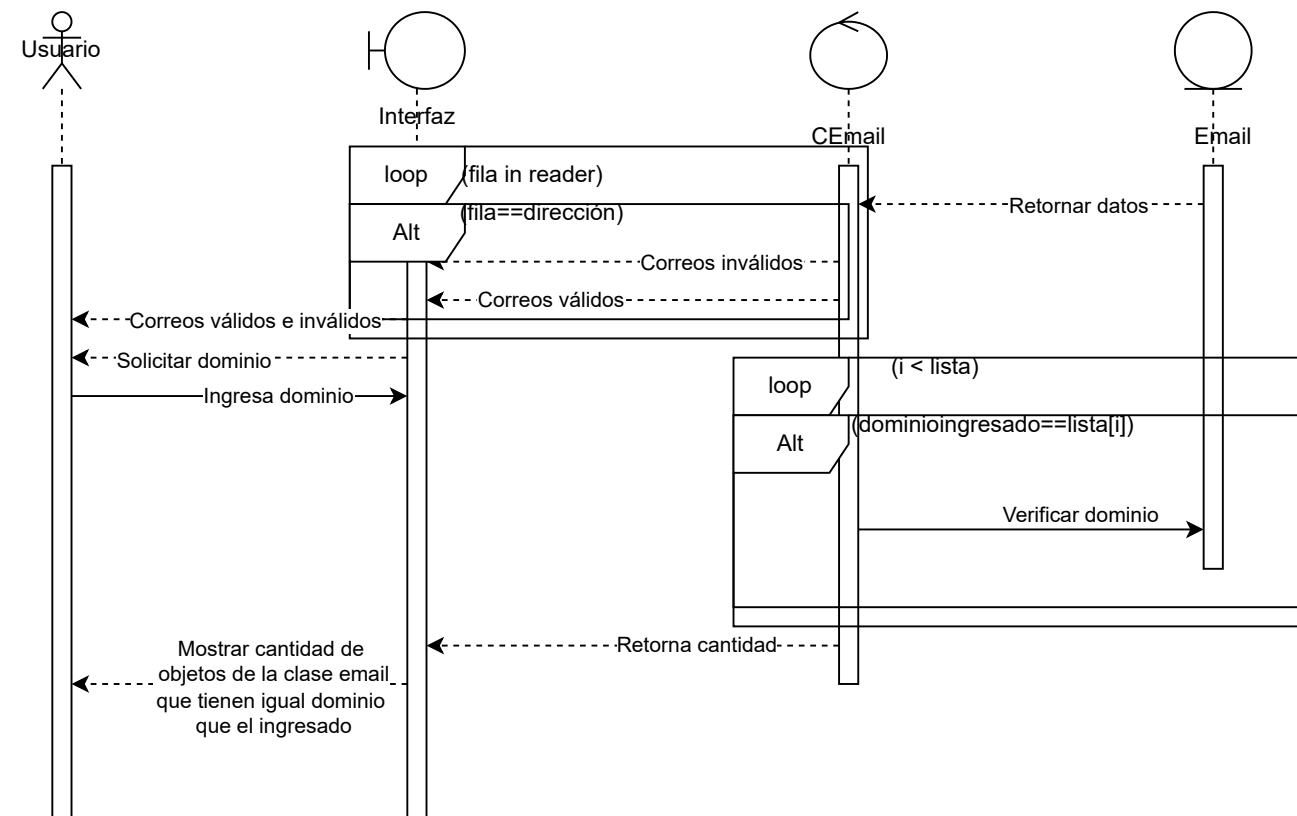 Usuario
Interfaz
CEmail
Email
loop
(fila in reader)
Alt
(fila==dirección)
Retornar datos
Correos inválidos
Correos válidos
Correos válidos e inválidos
Solicitar dominio
Ingresa dominio
loop
(i < lista)
Alt
(dominioingresado==lista[i])
Verificar dominio
Retorna cantidad
Mostrar cantidad de
objetos de la clase email
que tienen igual dominio
que el ingresado